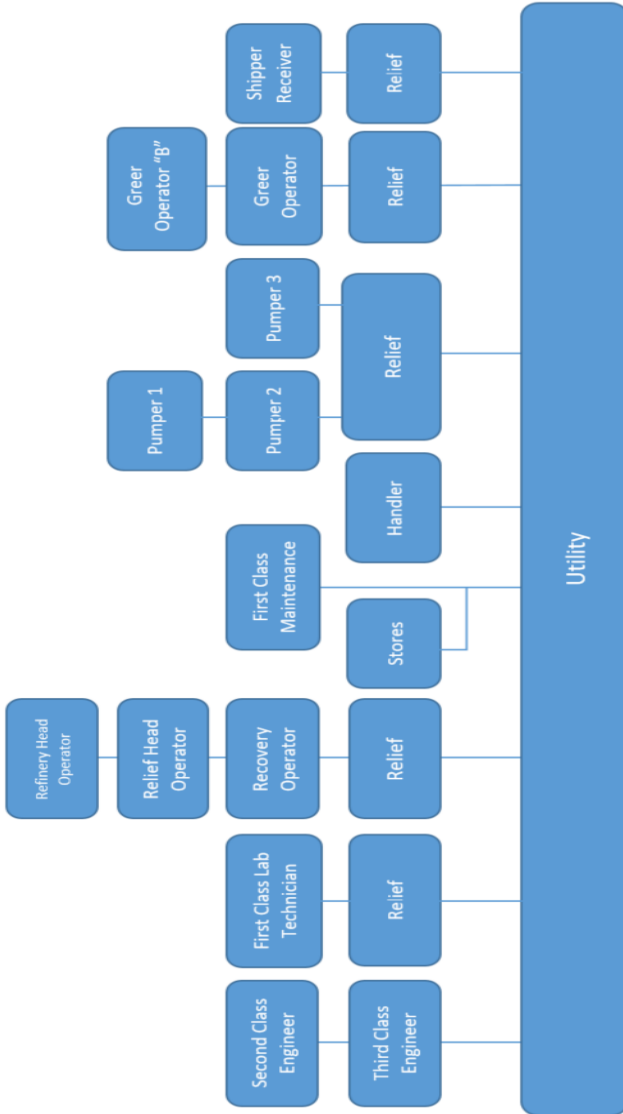 Refinery Head
Operator
Relief Head
Operator
Pumper 1
Greer
Operator "B"
Second Class
Engineer
First Class Lab
Technician
Recovery
Operator
First Class
Maintenance
Pumper 2
Pumper 3
Greer
Operator
Shipper
Receiver
Third Class
Engineer
Relief
Relief
Stores
Handler
Relief
Relief
Relief
Utility